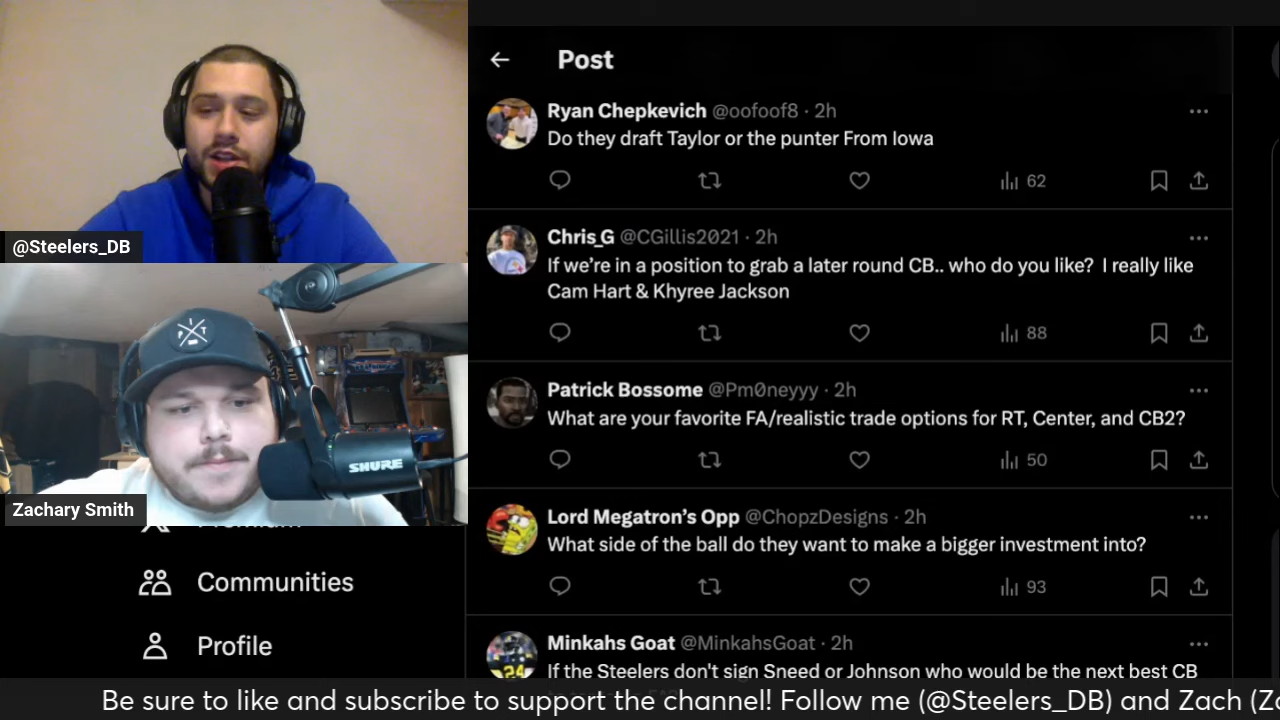 Post
Ryan Chepkevich @oofoof8 · 2h
Do they draft Taylor or the punter From Iowa
62
Chris_G @CGillis2021 · 2h
If we’re in a position to grab a later round CB.. who do you like? I really like
Cam Hart & Khyree Jackson
88
Patrick Bossome @Pm0neyyy · 2h
What are your favorite FA/realistic trade options for RT, Center, and CB2?
50
Lord Megatron’s Opp @ChopzDesigns · 2h
What side of the ball do they want to make a bigger investment into?
93
Minkahs Goat @MinkahsGoat · 2h
If the Steelers don't sign Sneed or Johnson who would be the next best CB
@Steelers_DB
SHURE
Zachary Smith
Premium
Communities
Profile
Be sure to like and subscribe to support the channel! Follow me (@Steelers_DB) and Zach (Za